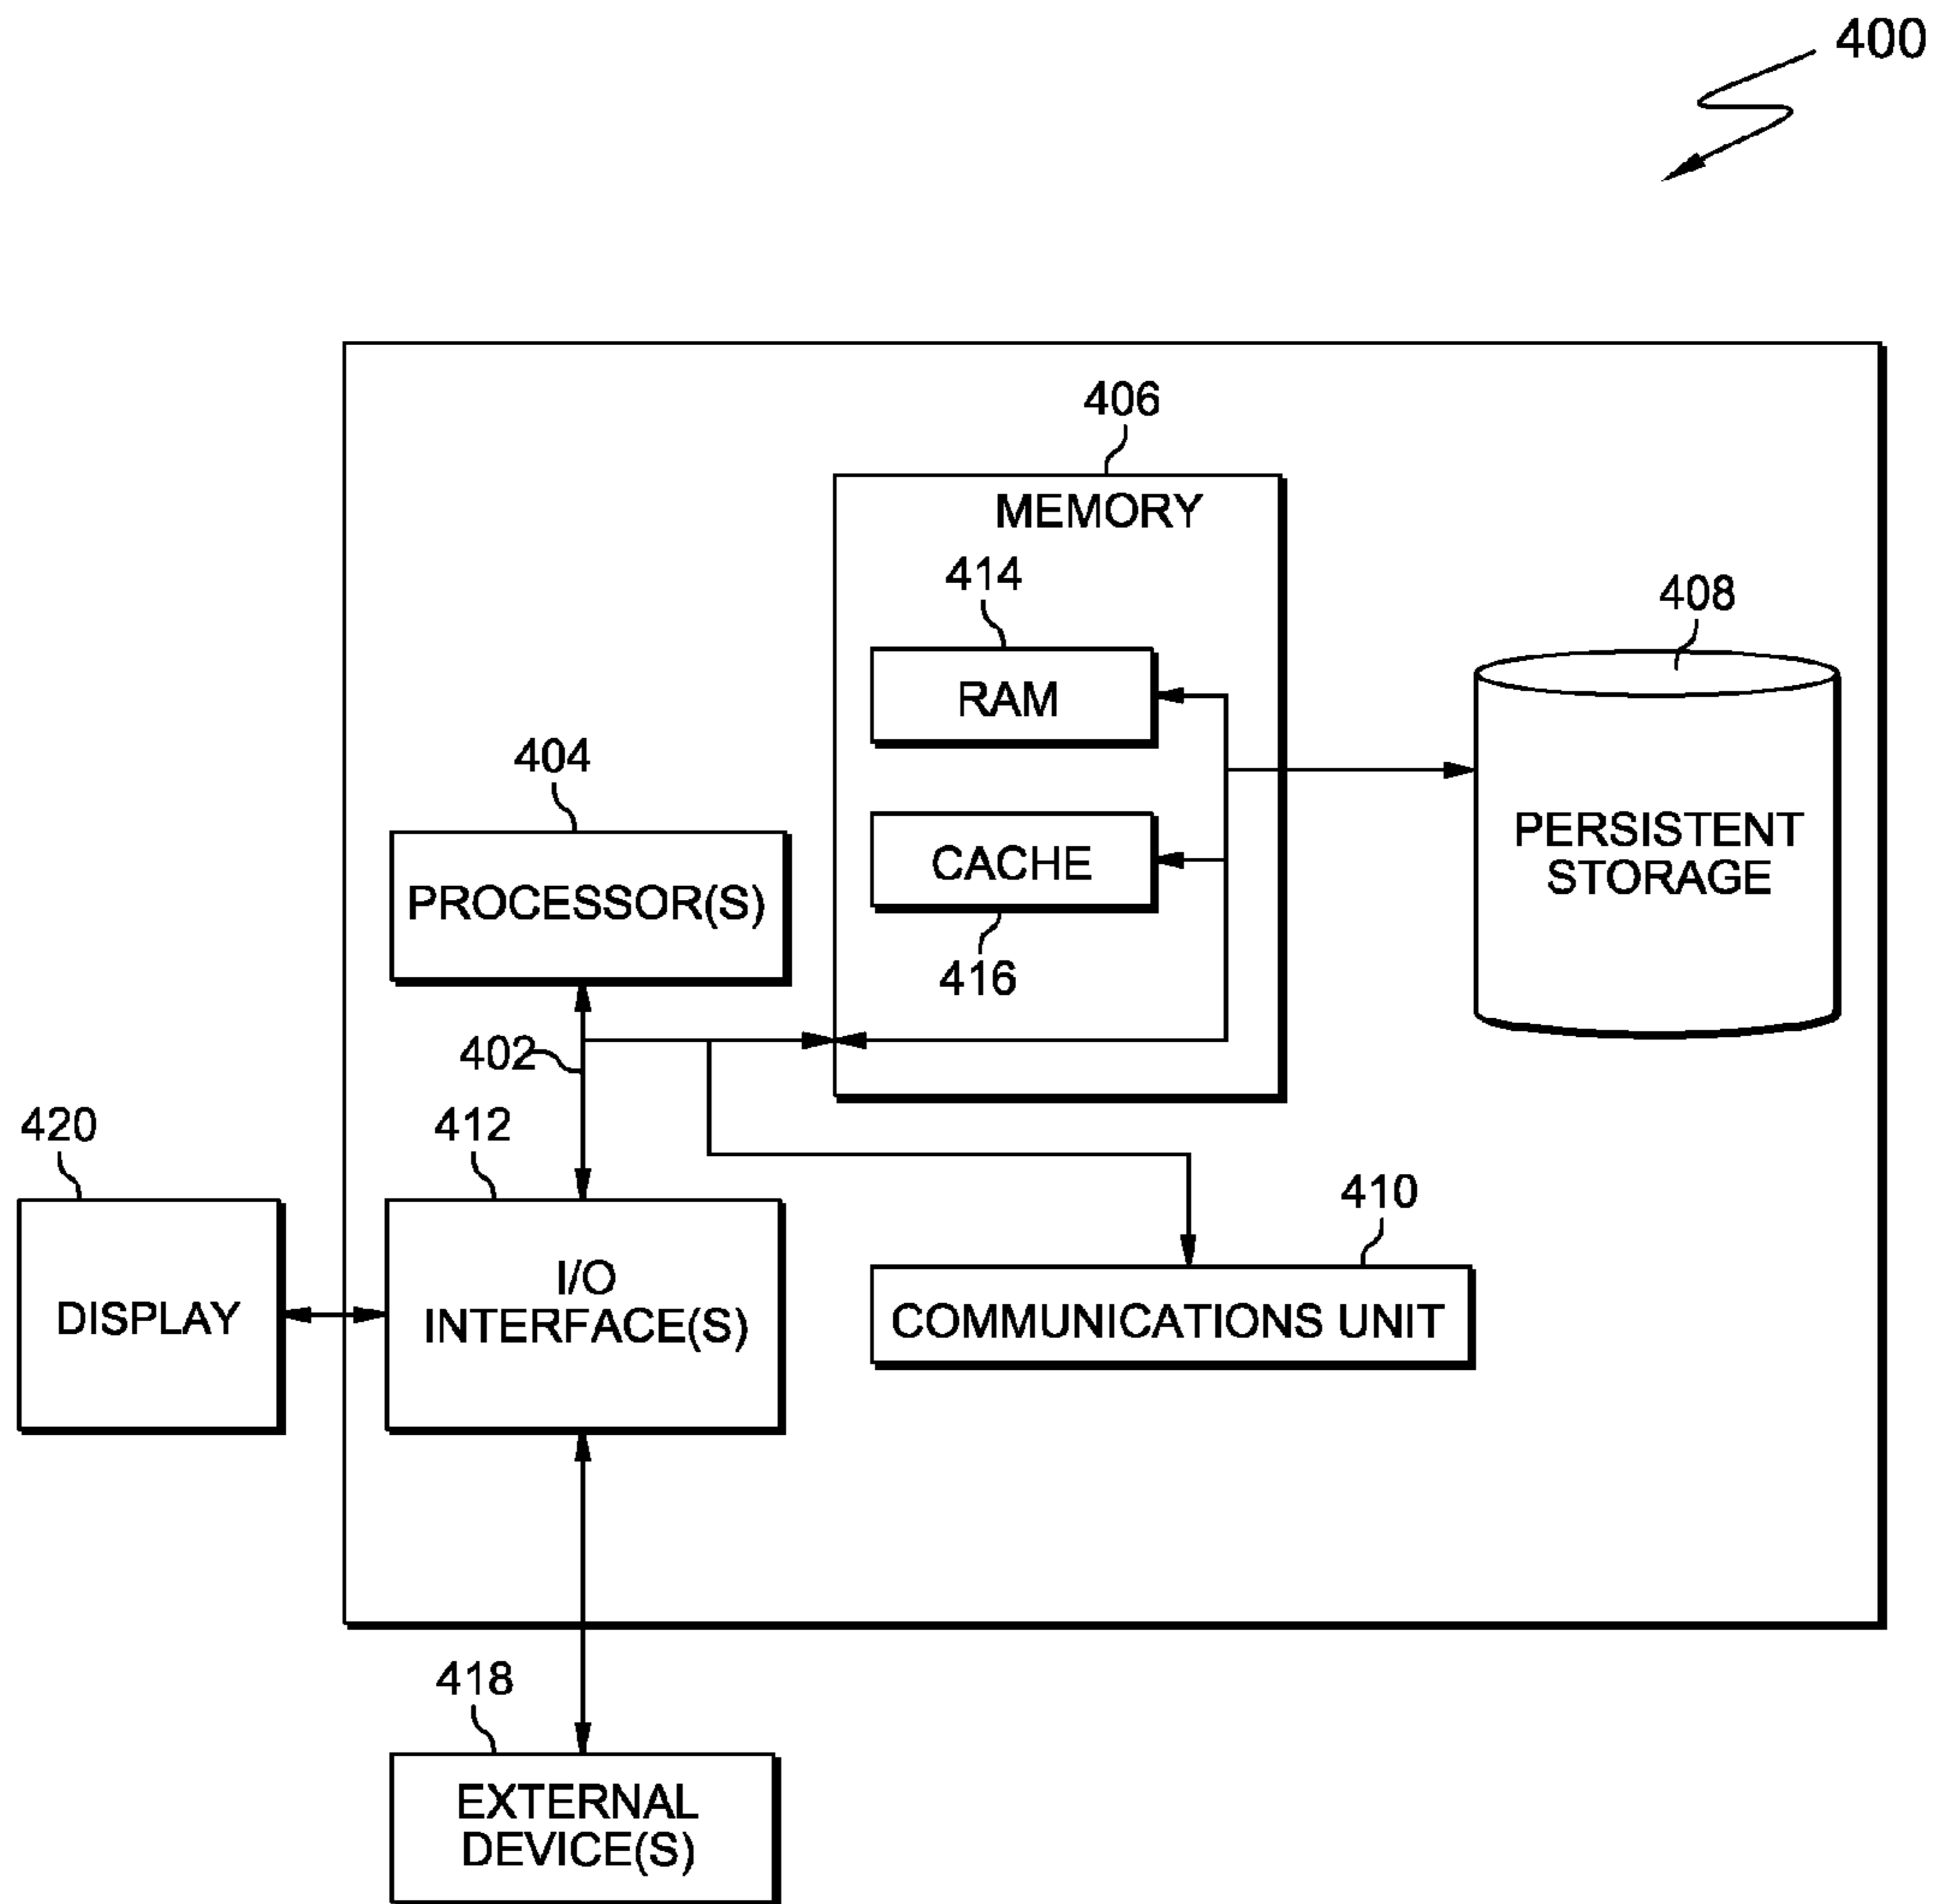 400
406
MEMORY
414
RAM
408
404
PROCESSOR(S)
CACHE
416
PERSISTENT
STORAGE
402
420
412
410
DISPLAY
I/O
INTERFACE(S)
COMMUNICATIONS UNIT
418
EXTERNAL
DEVICE(S)